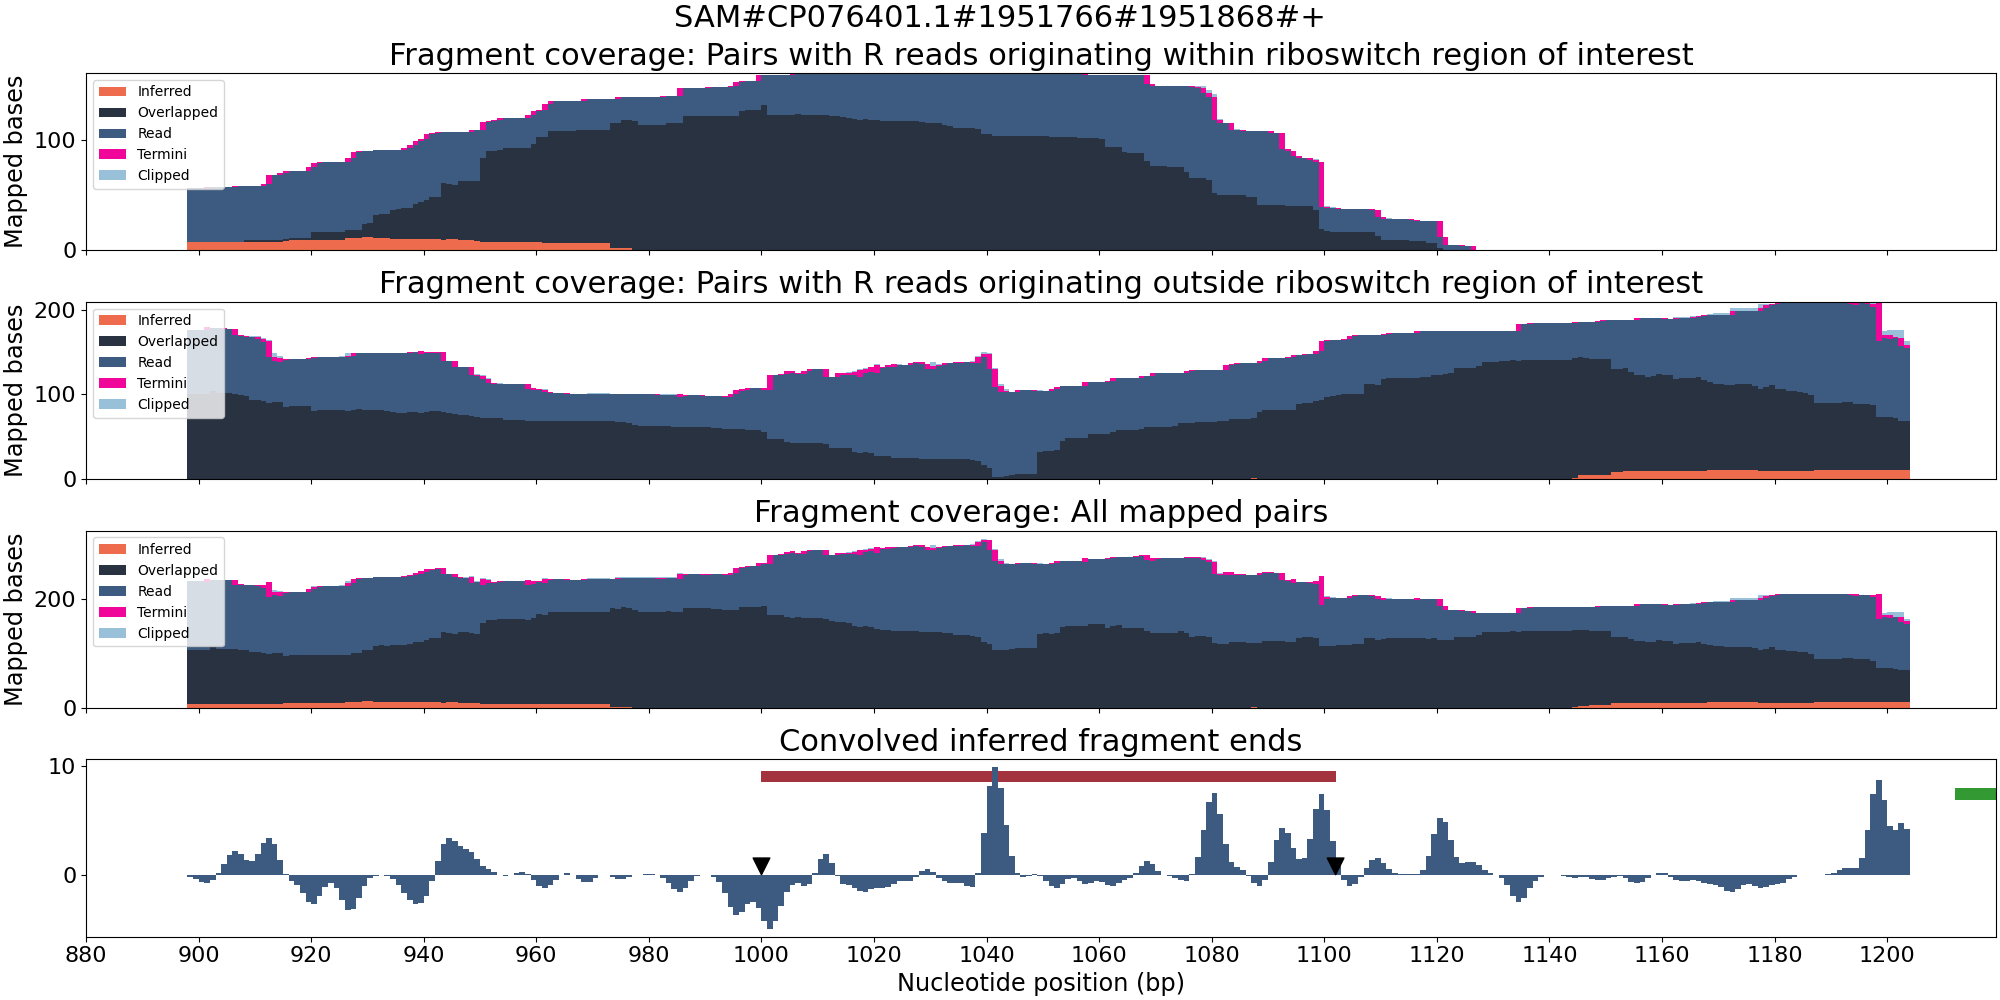 SAM#CP076401.1#1951766#1951868#+
Fragment coverage: Pairs with R reads originating within riboswitch region of interest
Mapped bases
100
0
Inferred
Overlapped
Read
Termini
Clipped
Fragment coverage: Pairs with R reads originating outside riboswitch region of interest
Mapped bases
200
100
0
Inferred
Overlapped
Read
Termini
Clipped
Fragment coverage: All mapped pairs
Mapped bases
200
0
Inferred
Overlapped
Read
Termini
Clipped
Convolved inferred fragment ends
10
0
880 900 920 940 960 980 1000 1020 1040 1060 1080 1100 1120 1140 1160 1180 1200
Nucleotide position (bp)